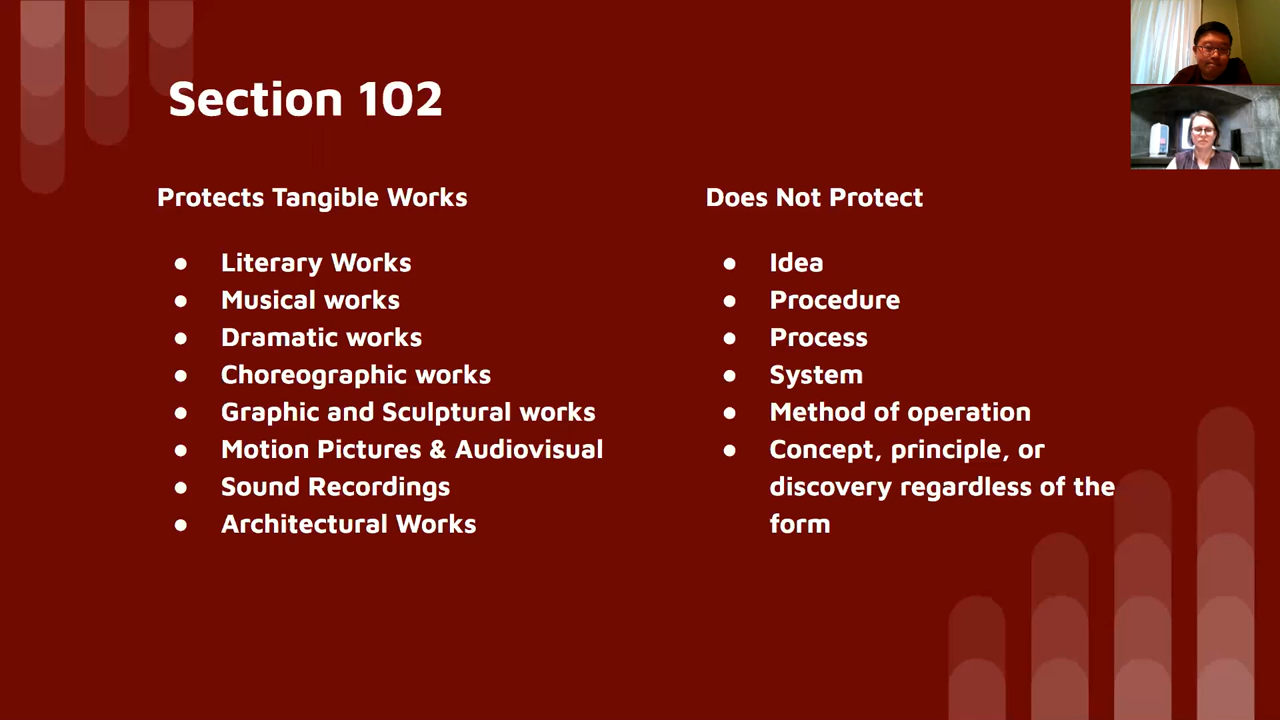 Section 102
Protects Tangible Works
● Literary Works
● Musical works
● Dramatic works
● Choreographic works
● Graphic and Sculptural works
● Motion Pictures & Audiovisual
● Sound Recordings
● Architectural Works
Does Not Protect
● Idea
● Procedure
● Process
● System
● Method of operation
● Concept, principle, or
discovery regardless of the
form